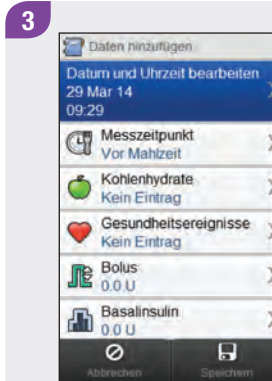 3
Daten hinzufügen
Datum und Uhrzeit bearbeiten
29 Mär 14
09:29
Messzeitpunkt
Vor Mahlzeit
Kohlenhydrate
Kein Eintrag
Gesundheitsereignisse
Kein Eintrag
Bolus
0.0 U
Basalinsulin
0.0 U
Abbrechen Speichern